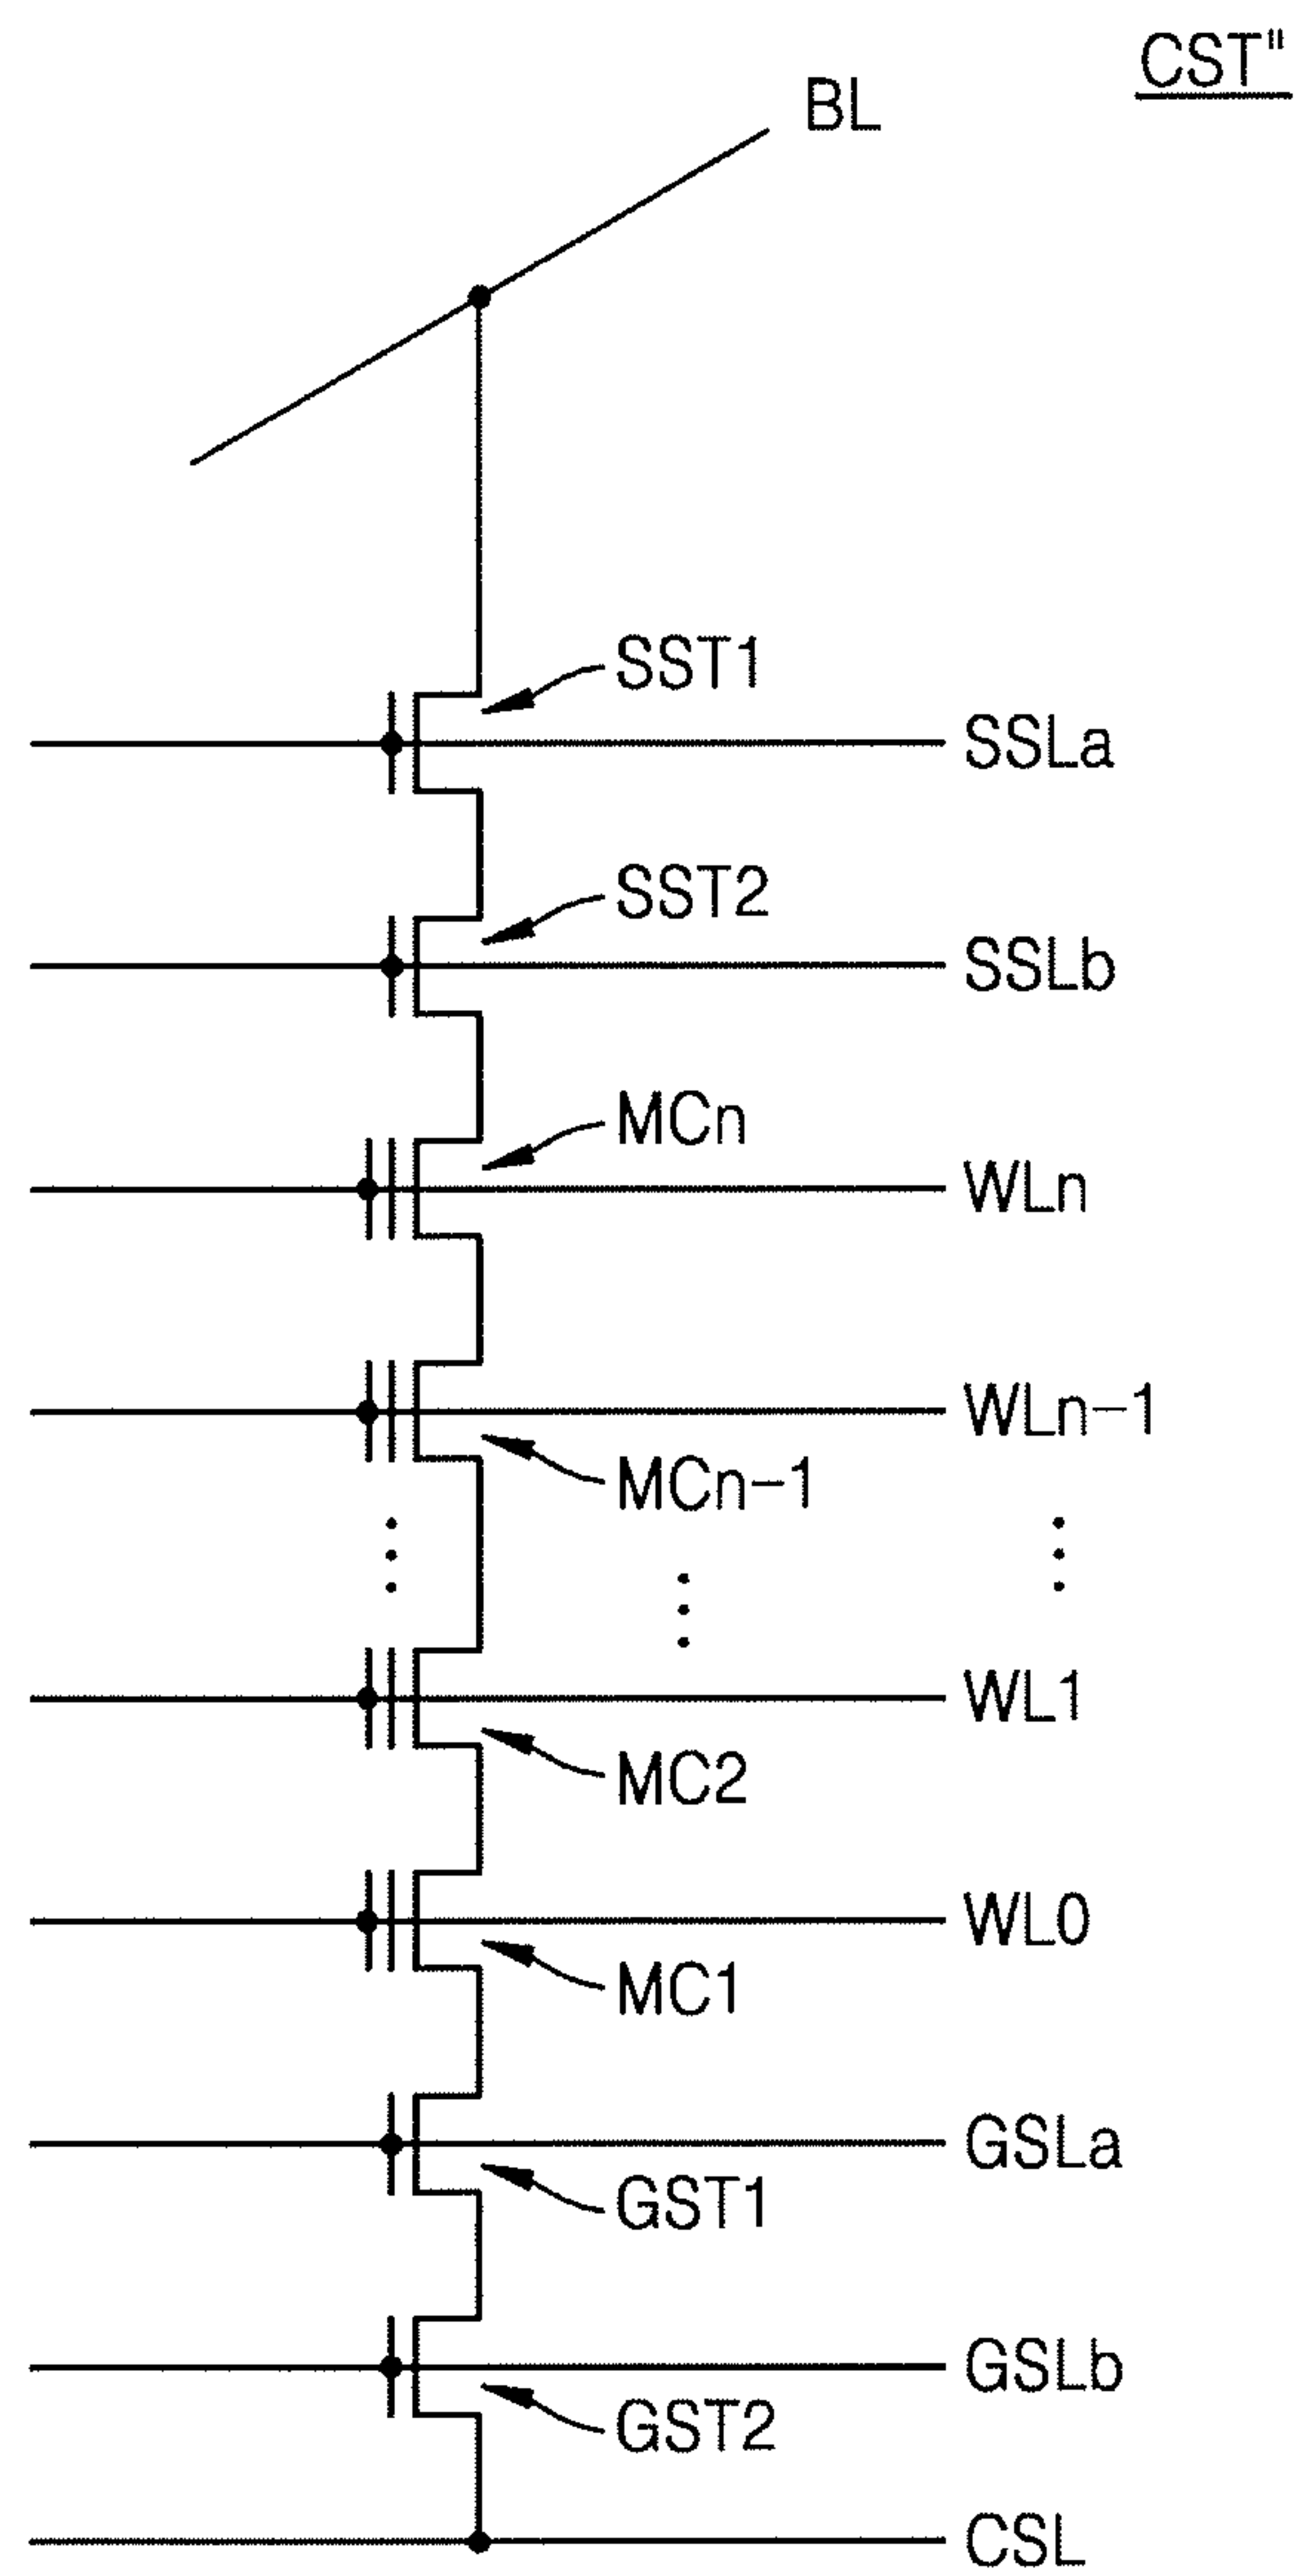 CST"
BL
SST1
SSLa
SST2
SSLb
MCn
WLn
WLn-1
MCn-1
WL1
MC2
WL0
MC1
GSLa
GST1
GSLb
GST2
CSL